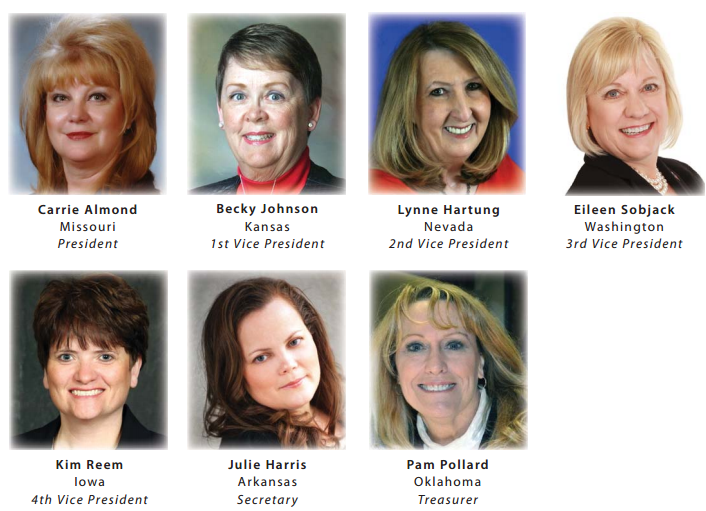 Carrie Almond
Missouri
President
Becky Johnson
Kansas
1st Vice President
Lynne Hartung
Nevada
2nd Vice President
Eileen Sobjack
Washington
3rd Vice President
Kim Reem
Iowa
4th Vice President
Julie Harris
Arkansas
Secretary
Pam Pollard
Oklahoma
Treasurer